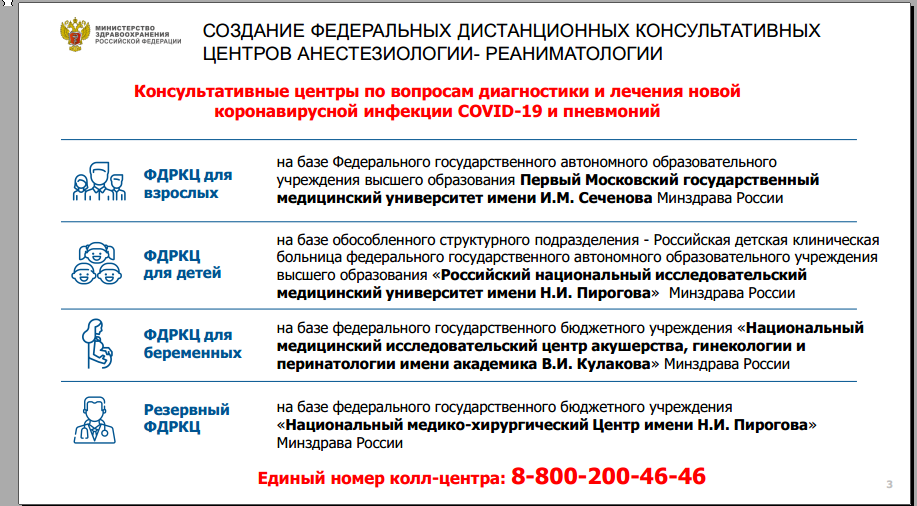 МИНИСТЕРСТВО
ЗДРАВООХРАНЕНИЯ
РОССИЙСКОЙ ФЕДЕРАЦИИ
СОЗДАНИЕ ФЕДЕРАЛЬНЫХ ДИСТАНЦИОННЫХ КОНСУЛЬТАТИВНЫХ
ЦЕНТРОВ АНЕСТЕЗИОЛОГИИ- РЕАНИМАТОЛОГИИ
Консультативные центры по вопросам диагностики и лечения новой
коронавирусной инфекции COVID-19 и пневмоний
ФДРКЦ для
взрослых
на базе Федерального государственного автономного образовательного
учреждения высшего образования Первый Московский государственный
медицинский университет имени И.М. Сеченова Минздрава России
ФДРКЦ
для детей
на базе обособленного структурного подразделения - Российская детская клиническая
больница федерального государственного автономного образовательного учреждения
высшего образования «Российский национальный исследовательский
медицинский университет имени Н.И. Пирогова» Минздрава России
ФДРКЦ для
беременных
на базе федерального государственного бюджетного учреждения «Национальный
медицинский исследовательский центр акушерства, гинекологии и
перинатологии имени академика В.И. Кулакова» Минздрава России
Резервный
ФДРКЦ
на базе федерального государственного бюджетного учреждения
«Национальный медико-хирургический Центр имени Н.И. Пирогова»
Минздрава России
Единый номер колл-центра: 8-800-200-46-46
3